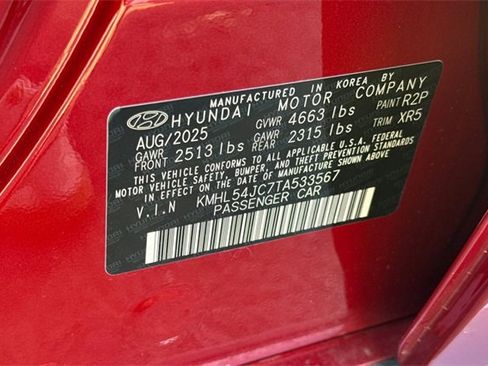 MANUFACTURED IN KOREA BY
HYUNDAI MOTOR COMPANY
AUG/2025 GVWR 4663 lbs PAINT R2P
GAWR FRONT 2513 lbs GAWR REAR 2315 lbs TRIM XR5
THIS VEHICLE CONFORMS TO ALL APPLICABLE U.S.A. FEDERAL
MOTOR VEHICLE SAFETY, BUMPER, AND THEFT PREVENTION STANDARDS
IN EFFECT ON THE DATE OF MANUFACTURE SHOWN ABOVE.
V.I.N KMHL54JC7TA533567
PASSENGER CAR